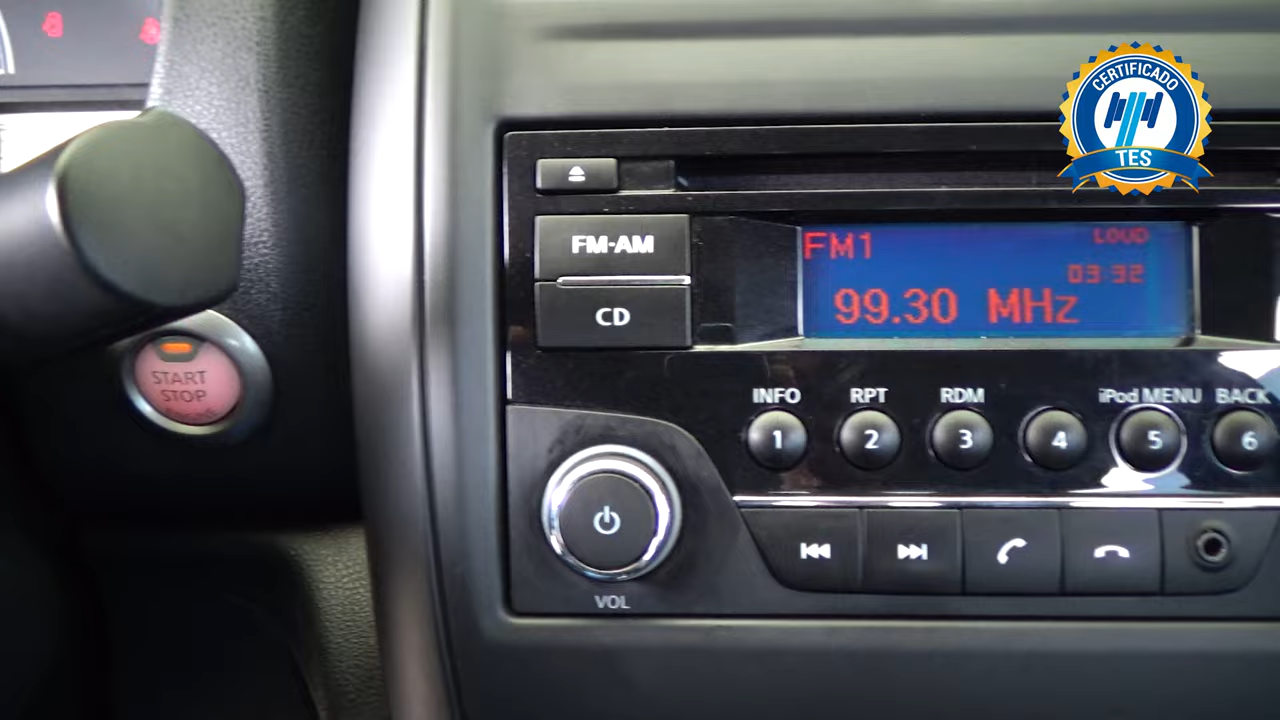 CERTIFICADO
TES
FM-AM
CD
FM1
LOUD
03:32
99.30 MHz
START
STOP
INFO
RPT
RDM
iPod MENU
BACK
1
2
3
4
5
6
VOL